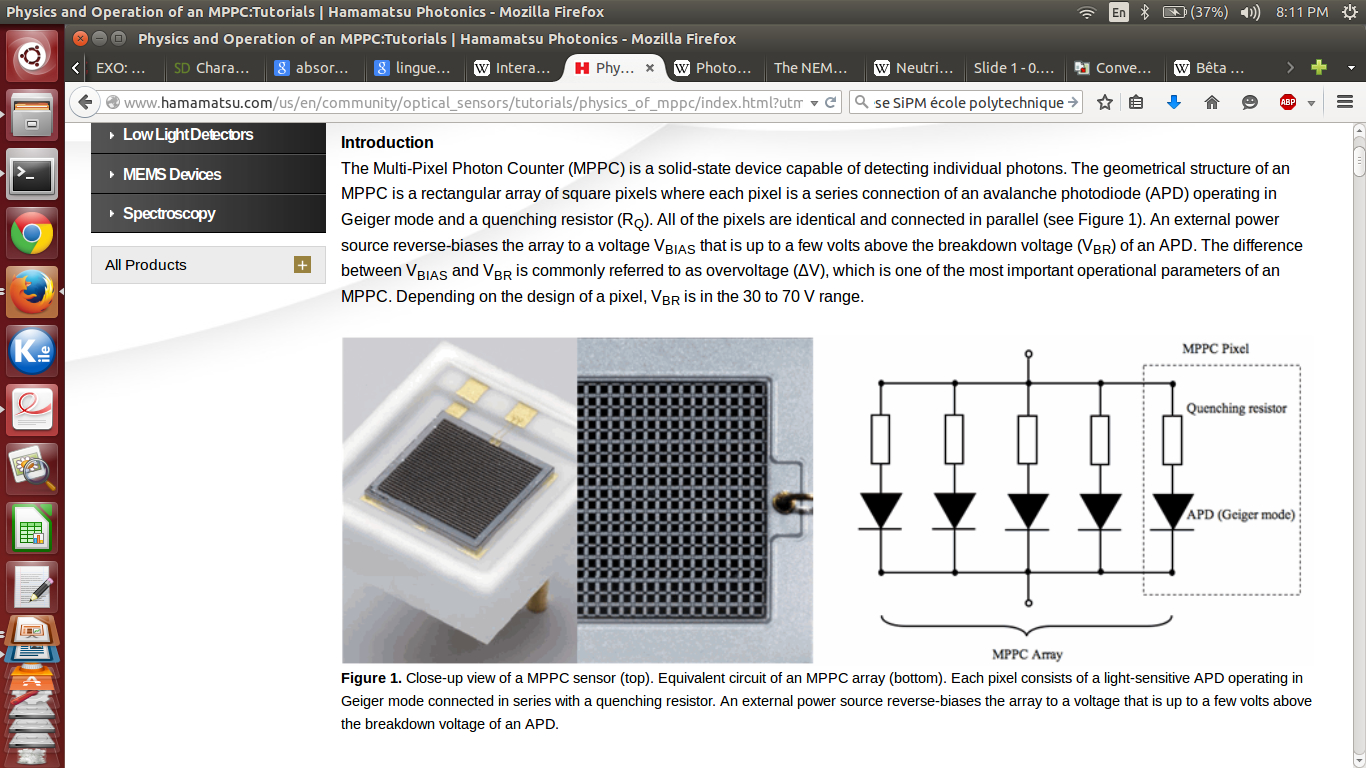 Physics and Operation of an MPPC:Tutorials | Hamamatsu Photonics - Mozilla Firefox
En
(37%)
8:11 PM
Physics and Operation of an MPPC:Tutorials | Hamamatsu Photonics - Mozilla Firefox
EXO: ...
SD Chara...
absor...
lingue...
W Intera...
Phy...
W Photo...
The NEM...
W Neutri...
Slide 1 - 0....
Conve...
W Bêta ...
www.hamamatsu.com/us/en/community/optical_sensors/tutorials/physics_of_mppc/index.html?utm
se SiPM école polytechnique
ABP
Low Light Detectors
MEMS Devices
Spectroscopy
All Products
Introduction
The Multi-Pixel Photon Counter (MPPC) is a solid-state device capable of detecting individual photons. The geometrical structure of an
MPPC is a rectangular array of square pixels where each pixel is a series connection of an avalanche photodiode (APD) operating in
Geiger mode and a quenching resistor (RQ). All of the pixels are identical and connected in parallel (see Figure 1). An external power
source reverse-biases the array to a voltage VBIAS that is up to a few volts above the breakdown voltage (VBR) of an APD. The difference
between VBIAS and VBR is commonly referred to as overvoltage (ΔV), which is one of the most important operational parameters of an
MPPC. Depending on the design of a pixel, VBR is in the 30 to 70 V range.
MPPC Pixel
Quenching resistor
APD (Geiger mode)
MPPC Array
Figure 1. Close-up view of a MPPC sensor (top). Equivalent circuit of an MPPC array (bottom). Each pixel consists of a light-sensitive APD operating in
Geiger mode connected in series with a quenching resistor. An external power source reverse-biases the array to a voltage that is up to a few volts above
the breakdown voltage of an APD.